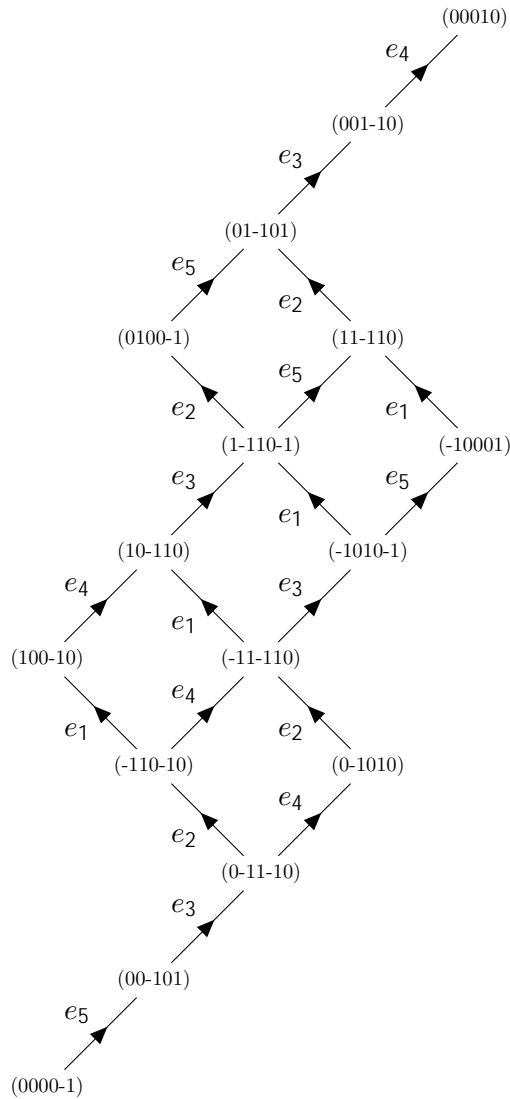 (00010)
e4
(001-10)
e3
(01-101)
e5 e2
(0100-1) (11-110)
e2 e5 e1
(1-110-1) (-10001)
e3 e1 e5
(10-110) (-1010-1)
e4 e1 e3
(100-10) (-11-110)
e1 e4 e2
(-110-10) (0-1010)
e2 e4
(0-11-10)
e3
(00-101)
e5
(0000-1)